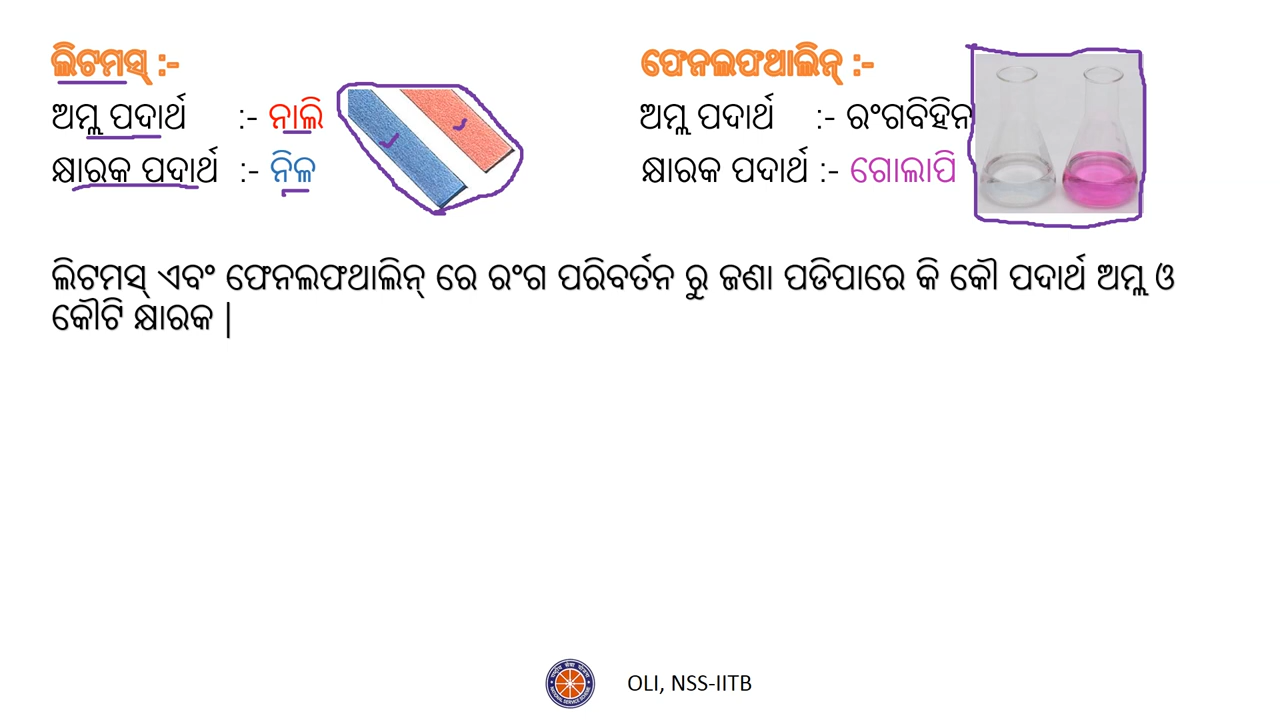 ଲିଟମସ୍ :-
ଅମ୍ଳ ପଦାର୍ଥ :- ନାଲି
କ୍ଷାରକ ପଦାର୍ଥ :- ନିଳ
ଫେନଲଫଥାଲିନ୍ :-
ଅମ୍ଳ ପଦାର୍ଥ :- ରଂଗବିହିନ
କ୍ଷାରକ ପଦାର୍ଥ :- ଗୋଲାପି
ଲିଟମସ୍ ଏବଂ ଫେନଲଫଥାଲିନ୍ ରେ ରଂଗ ପରିବର୍ତନ ରୁ ଜଣା ପଡିପାରେ କି କୌ ପଦାର୍ଥ ଅମ୍ଳ ଓ
କୌଟି କ୍ଷାରକ |
OLI, NSS-IITB